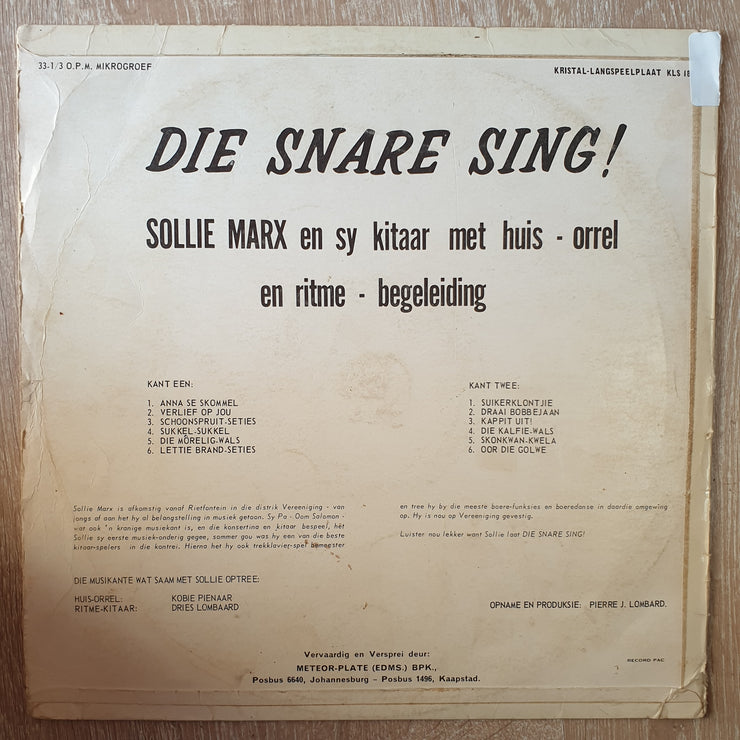 33-1/3 O.P.M. MIKROGROEF
KRISTAL-LANGSPEELPLAAT KLS
DIE SNARE SING!
SOLLIE MARX en sy kitaar met huis - orrel
en ritme - begeleiding
KANT EEN:
1. ANNA SE SKOMMEL
2. VERLIEF OP JOU
3. SCHOONSPRUIT-SETIES
4. SUKKEL-SUKKEL
5. DIE MÔRELIG-WALS
6. LETTIE BRAND-SETIES
KANT TWEE:
1. SUIKERKLONTJIE
2. DRAAI BOBBEJAAN
3. KAPPIT UIT!
4. DIE KALFIE-WALS
5. SKONKWAN-KWELA
6. OOR DIE GOLWE
Sollie Marx is afkomstig vanaf Rietfontein in die distrik Vereeniging -
jongs af aan het hy al belangstelling in musiek getoon. Sy Pa - Oom Salomon -
wat ook 'n kranige musiekant is, en die konsertina en kitaar bespeel, hét
Sollie sy eerste musiek-onderig gegee, sommer gou was hy een van die beste
kitaar-spelers in die kontrei. Hierna het hy ook trekklavier-spel bemeester
en tree hy by die meeste boere-funksies en boeredanse in daardie omgewing
op. Hy is nou op Vereeniging gevestig.
Luister nou lekker want Sollie laat DIE SNARE SING!
DIE MUSIKANTE WAT SAAM MET SOLLIE OPTREE:
HUIS-ORREL: KOBIE PIENAAR
RITME-KITAAR: DRIES LOMBAARD
OPNAME EN PRODUKSIE: PIERRE J. LOMBARD.
Vervaardig en Versprei deur:
METEOR-PLATE (EDMS.) BPK.,
Posbus 6640, Johannesburg - Posbus 1496, Kaapstad.
RECORD PAC